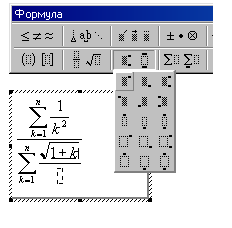 Формула
≤ ≠ ≈ ∆ a͎b ⋱ ± • ⊗
(▯) [▯] √▯ Σ▯ Σ▯
n
∑ 1
k=1 k²
n
∑ √1 + k
k=1